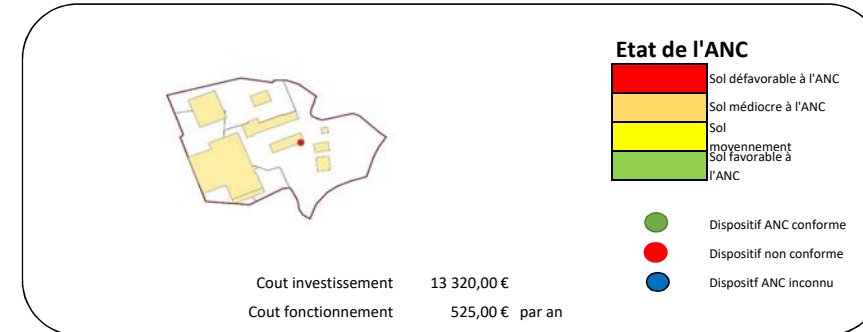 Etat de l'ANC
Sol défavorable à l'ANC
Sol médiocre à l'ANC
Sol
moyennement
Sol favorable à
l'ANC
Dispositif ANC conforme
Dispositif non conforme
Dispositf ANC inconnu
Cout investissement 13 320,00 €
Cout fonctionnement 525,00 € par an